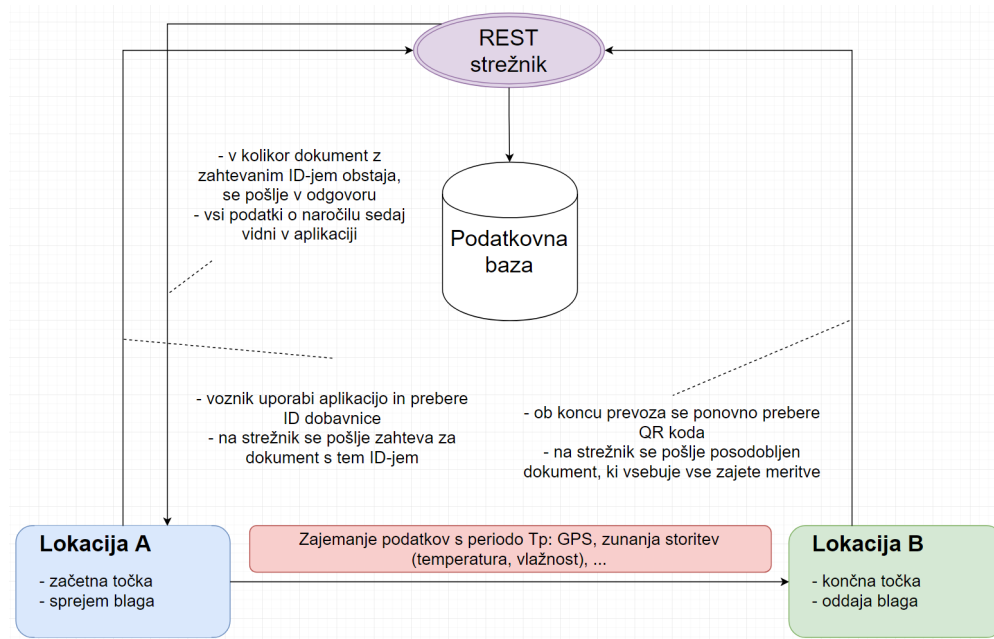 REST
strežnik
- v kolikor dokument z
zahtevanim ID-jem obstaja,
se pošlje v odgovoru
- vsi podatki o naročilu sedaj
vidni v aplikaciji
Podatkovna
baza
- voznik uporabi aplikacijo in prebere
ID dobavnice
- na strežnik se pošlje zahteva za
dokument s tem ID-jem
- ob koncu prevoza se ponovno prebere
QR koda
- na strežnik se pošlje posodobljen
dokument, ki vsebuje vse zajete meritve
Lokacija A
- začetna točka
- sprejem blaga
Zajemanje podatkov s periodo Tp: GPS, zunanja storitev
(temperatura, vlažnost), ...
Lokacija B
- končna točka
- oddaja blaga